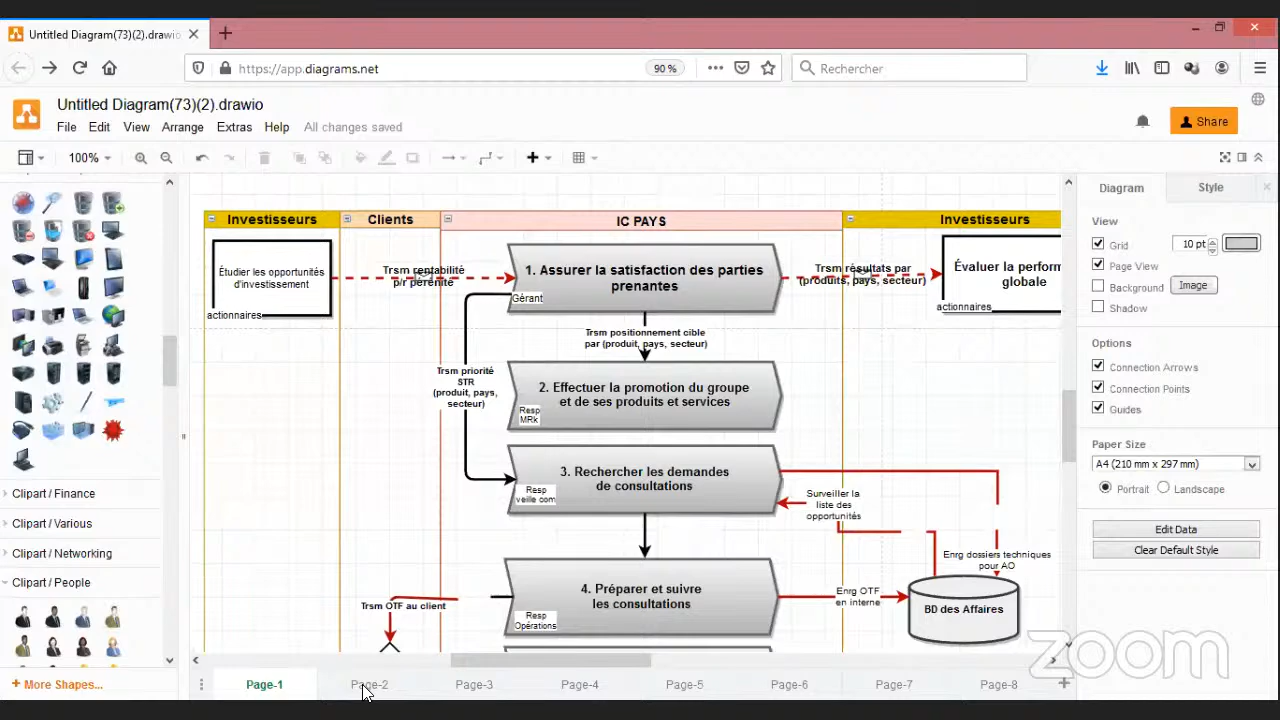 Untitled Diagram(73)(2).drawio
https://app.diagrams.net
90 %
Rechercher
Untitled Diagram(73)(2).drawio
File Edit View Arrange Extras Help All changes saved
Share
100%
Diagram
Style
Investisseurs
Clients
IC PAYS
Investisseurs
Étudier les opportunités
d'investissement
actionnaires
Trsm rentabilité
p/r pérénité
1. Assurer la satisfaction des parties
prenantes
Gérant
Trsm résultats par
(produits, pays, secteur)
Évaluer la perform
globale
actionnaires
Trsm positionnement cible
par (produit, pays, secteur)
Trsm priorité
STR
(produit, pays,
secteur)
2. Effectuer la promotion du groupe
et de ses produits et services
Resp
MRk
3. Rechercher les demandes
de consultations
Resp
veille com
Surveiller la
liste des
opportunités
Enrg dossiers techniques
pour AO
4. Préparer et suivre
les consultations
Resp
Opérations
Trsm OTF au client
Enrg OTF
en interne
BD des Affaires
View
Grid
10 pt
Page View
Background
Image
Shadow
Options
Connection Arrows
Connection Points
Guides
Paper Size
A4 (210 mm x 297 mm)
Portrait
Landscape
Edit Data
Clear Default Style
Clipart / Finance
Clipart / Various
Clipart / Networking
Clipart / People
+ More Shapes...
Page-1
Page-2
Page-3
Page-4
Page-5
Page-6
Page-7
Page-8
zoom